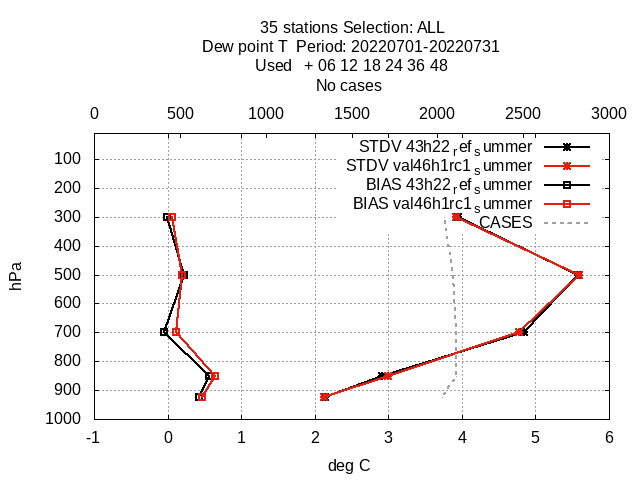 35 stations Selection: ALL
Dew point T  Period: 20220701-20220731
Used   + 06 12 18 24 36 48
No cases
0 500 1000 1500 2000 2500 3000
STDV 43h22_ref_summer
STDV val46h1rc1_summer
BIAS 43h22_ref_summer
BIAS val46h1rc1_summer
CASES
hPa
100
200
300
400
500
600
700
800
900
1000
-1 0 1 2 3 4 5 6
deg C